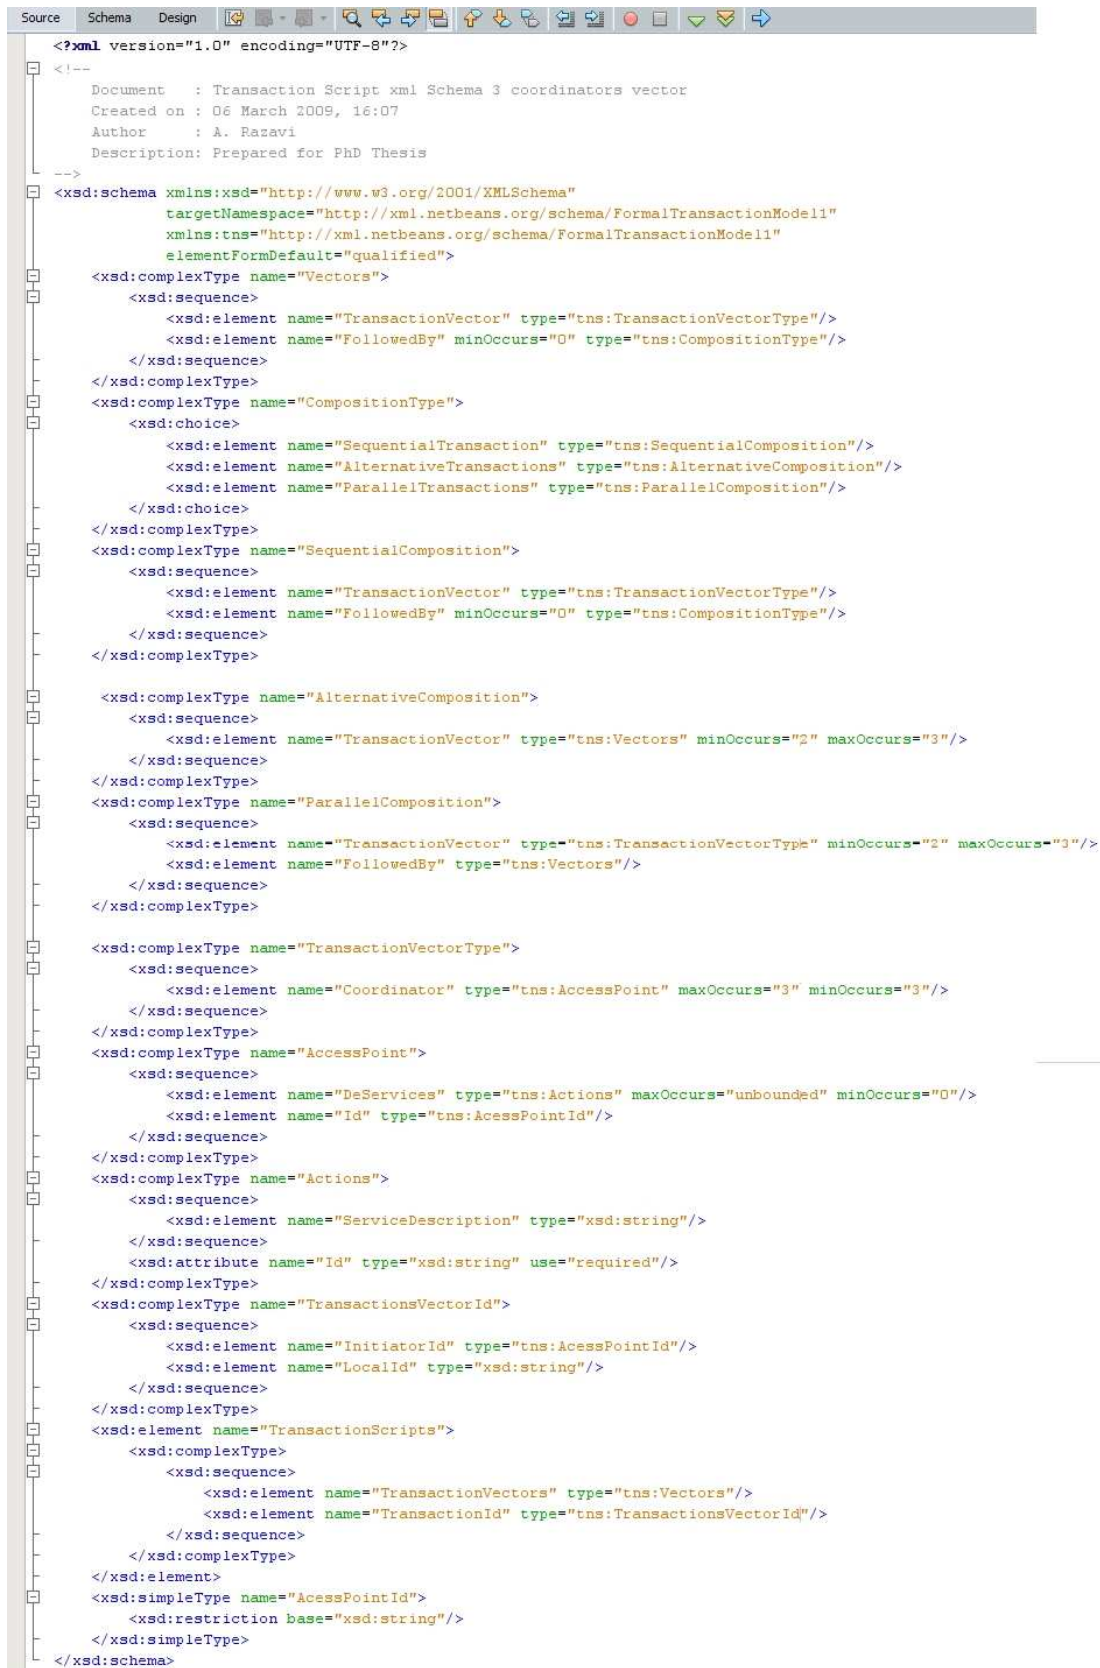 Source Schema Design
<?xml version="1.0" encoding="UTF-8"?>
<!--
Document : Transaction Script xml Schema 3 coordinators vector
Created on : 06 March 2009, 16:07
Author : A. Razavi
Description: Prepared for PhD Thesis
-->
<xsd:schema xmlns:xsd="http://www.w3.org/2001/XMLSchema"
targetNamespace="http://xml.netbeans.org/schema/FormalTransactionModel1"
xmlns:tns="http://xml.netbeans.org/schema/FormalTransactionModel1"
elementFormDefault="qualified">
<xsd:complexType name="Vectors">
<xsd:sequence>
<xsd:element name="TransactionVector" type="tns:TransactionVectorType"/>
<xsd:element name="FollowedBy" minOccurs="0" type="tns:CompositionType"/>
</xsd:sequence>
</xsd:complexType>
<xsd:complexType name="CompositionType">
<xsd:choice>
<xsd:element name="SequentialTransaction" type="tns:SequentialComposition"/>
<xsd:element name="AlternativeTransactions" type="tns:AlternativeComposition"/>
<xsd:element name="ParallelTransactions" type="tns:ParallelComposition"/>
</xsd:choice>
</xsd:complexType>
<xsd:complexType name="SequentialComposition">
<xsd:sequence>
<xsd:element name="TransactionVector" type="tns:TransactionVectorType"/>
<xsd:element name="FollowedBy" minOccurs="0" type="tns:CompositionType"/>
</xsd:sequence>
</xsd:complexType>
<xsd:complexType name="AlternativeComposition">
<xsd:sequence>
<xsd:element name="TransactionVector" type="tns:Vectors" minOccurs="2" maxOccurs="3"/>
</xsd:sequence>
</xsd:complexType>
<xsd:complexType name="ParallelComposition">
<xsd:sequence>
<xsd:element name="TransactionVector" type="tns:TransactionVectorType" minOccurs="2" maxOccurs="3"/>
<xsd:element name="FollowedBy" type="tns:Vectors"/>
</xsd:sequence>
</xsd:complexType>
<xsd:complexType name="TransactionVectorType">
<xsd:sequence>
<xsd:element name="Coordinator" type="tns:AccessPoint" maxOccurs="3" minOccurs="3"/>
</xsd:sequence>
</xsd:complexType>
<xsd:complexType name="AccessPoint">
<xsd:sequence>
<xsd:element name="DeServices" type="tns:Actions" maxOccurs="unbounded" minOccurs="0"/>
<xsd:element name="Id" type="tns:AcessPointId"/>
</xsd:sequence>
</xsd:complexType>
<xsd:complexType name="Actions">
<xsd:sequence>
<xsd:element name="ServiceDescription" type="xsd:string"/>
</xsd:sequence>
<xsd:attribute name="Id" type="xsd:string" use="required"/>
</xsd:complexType>
<xsd:complexType name="TransactionsVectorId">
<xsd:sequence>
<xsd:element name="InitiatorId" type="tns:AcessPointId"/>
<xsd:element name="LocalId" type="xsd:string"/>
</xsd:sequence>
</xsd:complexType>
<xsd:element name="TransactionScripts">
<xsd:complexType>
<xsd:sequence>
<xsd:element name="TransactionVectors" type="tns:Vectors"/>
<xsd:element name="TransactionId" type="tns:TransactionsVectorId"/>
</xsd:sequence>
</xsd:complexType>
</xsd:element>
<xsd:simpleType name="AcessPointId">
<xsd:restriction base="xsd:string"/>
</xsd:simpleType>
</xsd:schema>